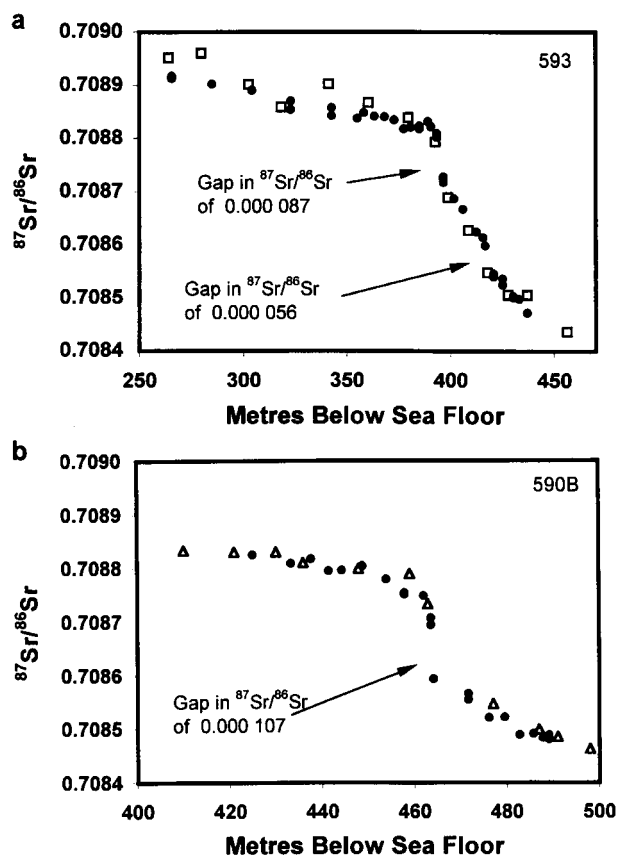 a
0.7090
593
0.7089
0.7088
Gap in ⁸⁷Sr/⁸⁶Sr
of 0.000 087
0.7087
⁸⁷Sr/⁸⁶Sr
0.7086
Gap in ⁸⁷Sr/⁸⁶Sr
of 0.000 056
0.7085
0.7084
250 300 350 400 450
Metres Below Sea Floor
b
0.7090
590B
0.7089
0.7088
0.7087
⁸⁷Sr/⁸⁶Sr
0.7086
Gap in ⁸⁷Sr/⁸⁶Sr
of 0.000 107
0.7085
0.7084
400 420 440 460 480 500
Metres Below Sea Floor